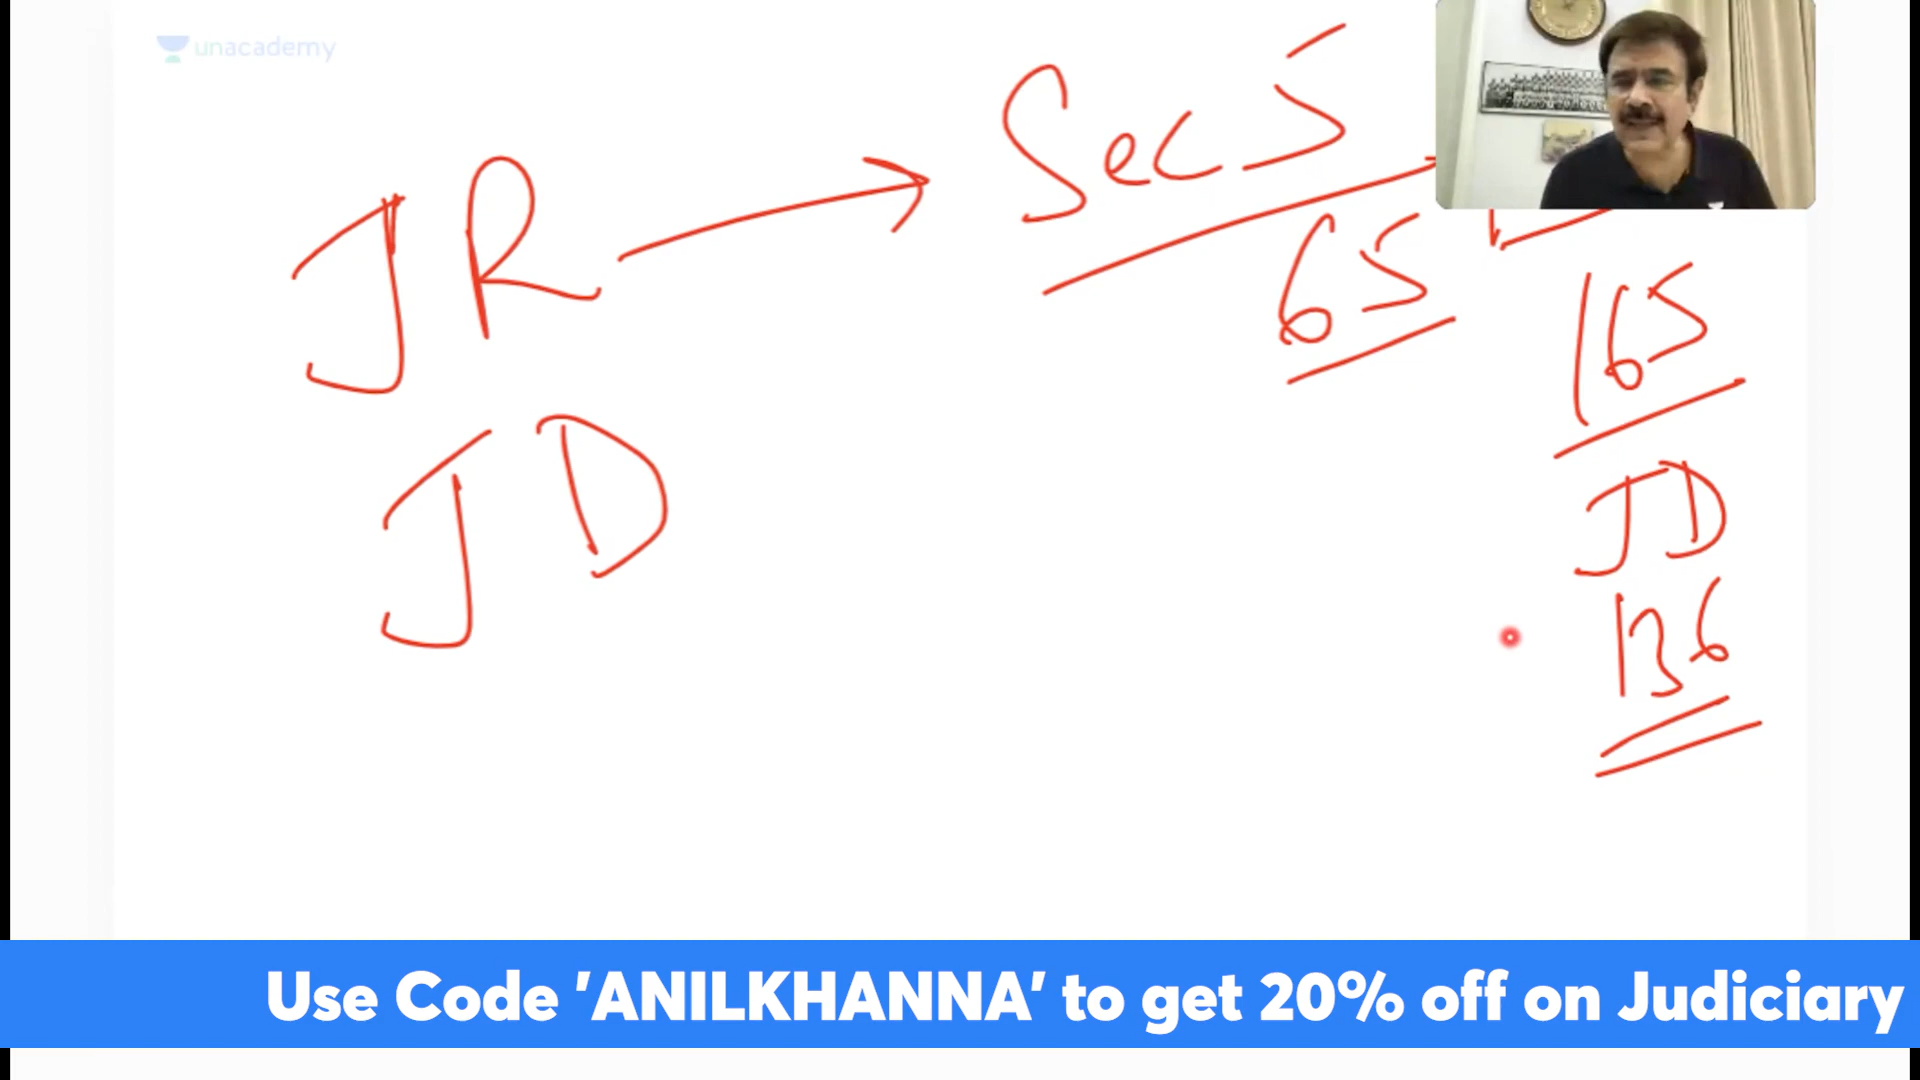 unacademy
JR → Sec 5
65
165
JD
JD
136
Use Code 'ANILKHANNA' to get 20% off on Judiciary